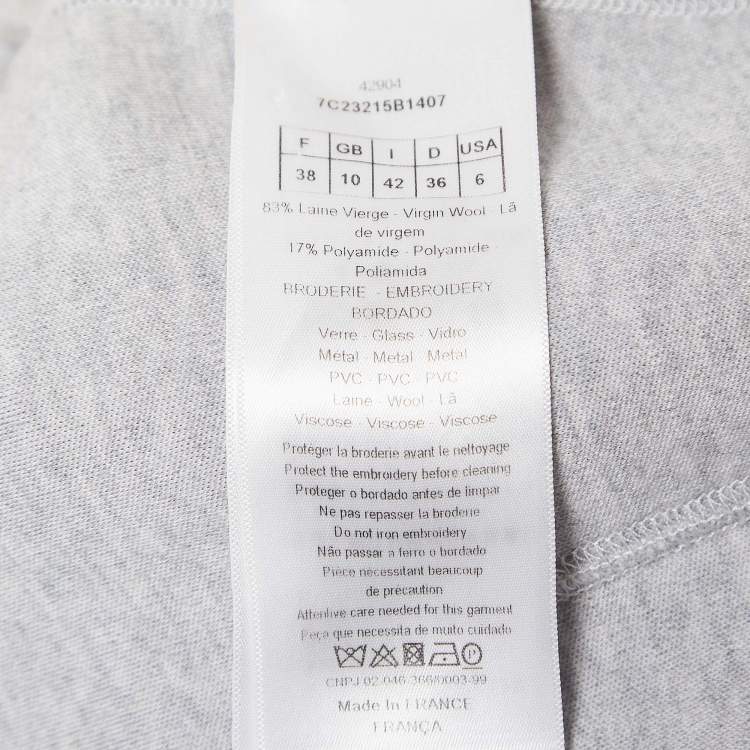 42904
7C23215B1407
F GB I D USA
38 10 42 36 6
83% Laine Vierge - Virgin Wool - Lã
de virgem
17% Polyamide - Polyamide -
Poliamida
BRODERIE - EMBROIDERY
BORDADO
Verre - Glass - Vidro
Métal - Metal - Metal
PVC - PVC - PVC
Laine - Wool - Lã
Viscose - Viscose - Viscose
Protéger la broderie avant le nettoyage
Protect the embroidery before cleaning
Proteger o bordado antes de limpar
Ne pas repasser la broderie
Do not iron embroidery
Não passar a ferro o bordado
Pièce nécessitant beaucoup
de précaution
Attentive care needed for this garment
Peça que necessita de muito cuidado
P
CNPJ 02-046-366/0003-99
Made In FRANCE
FRANÇA